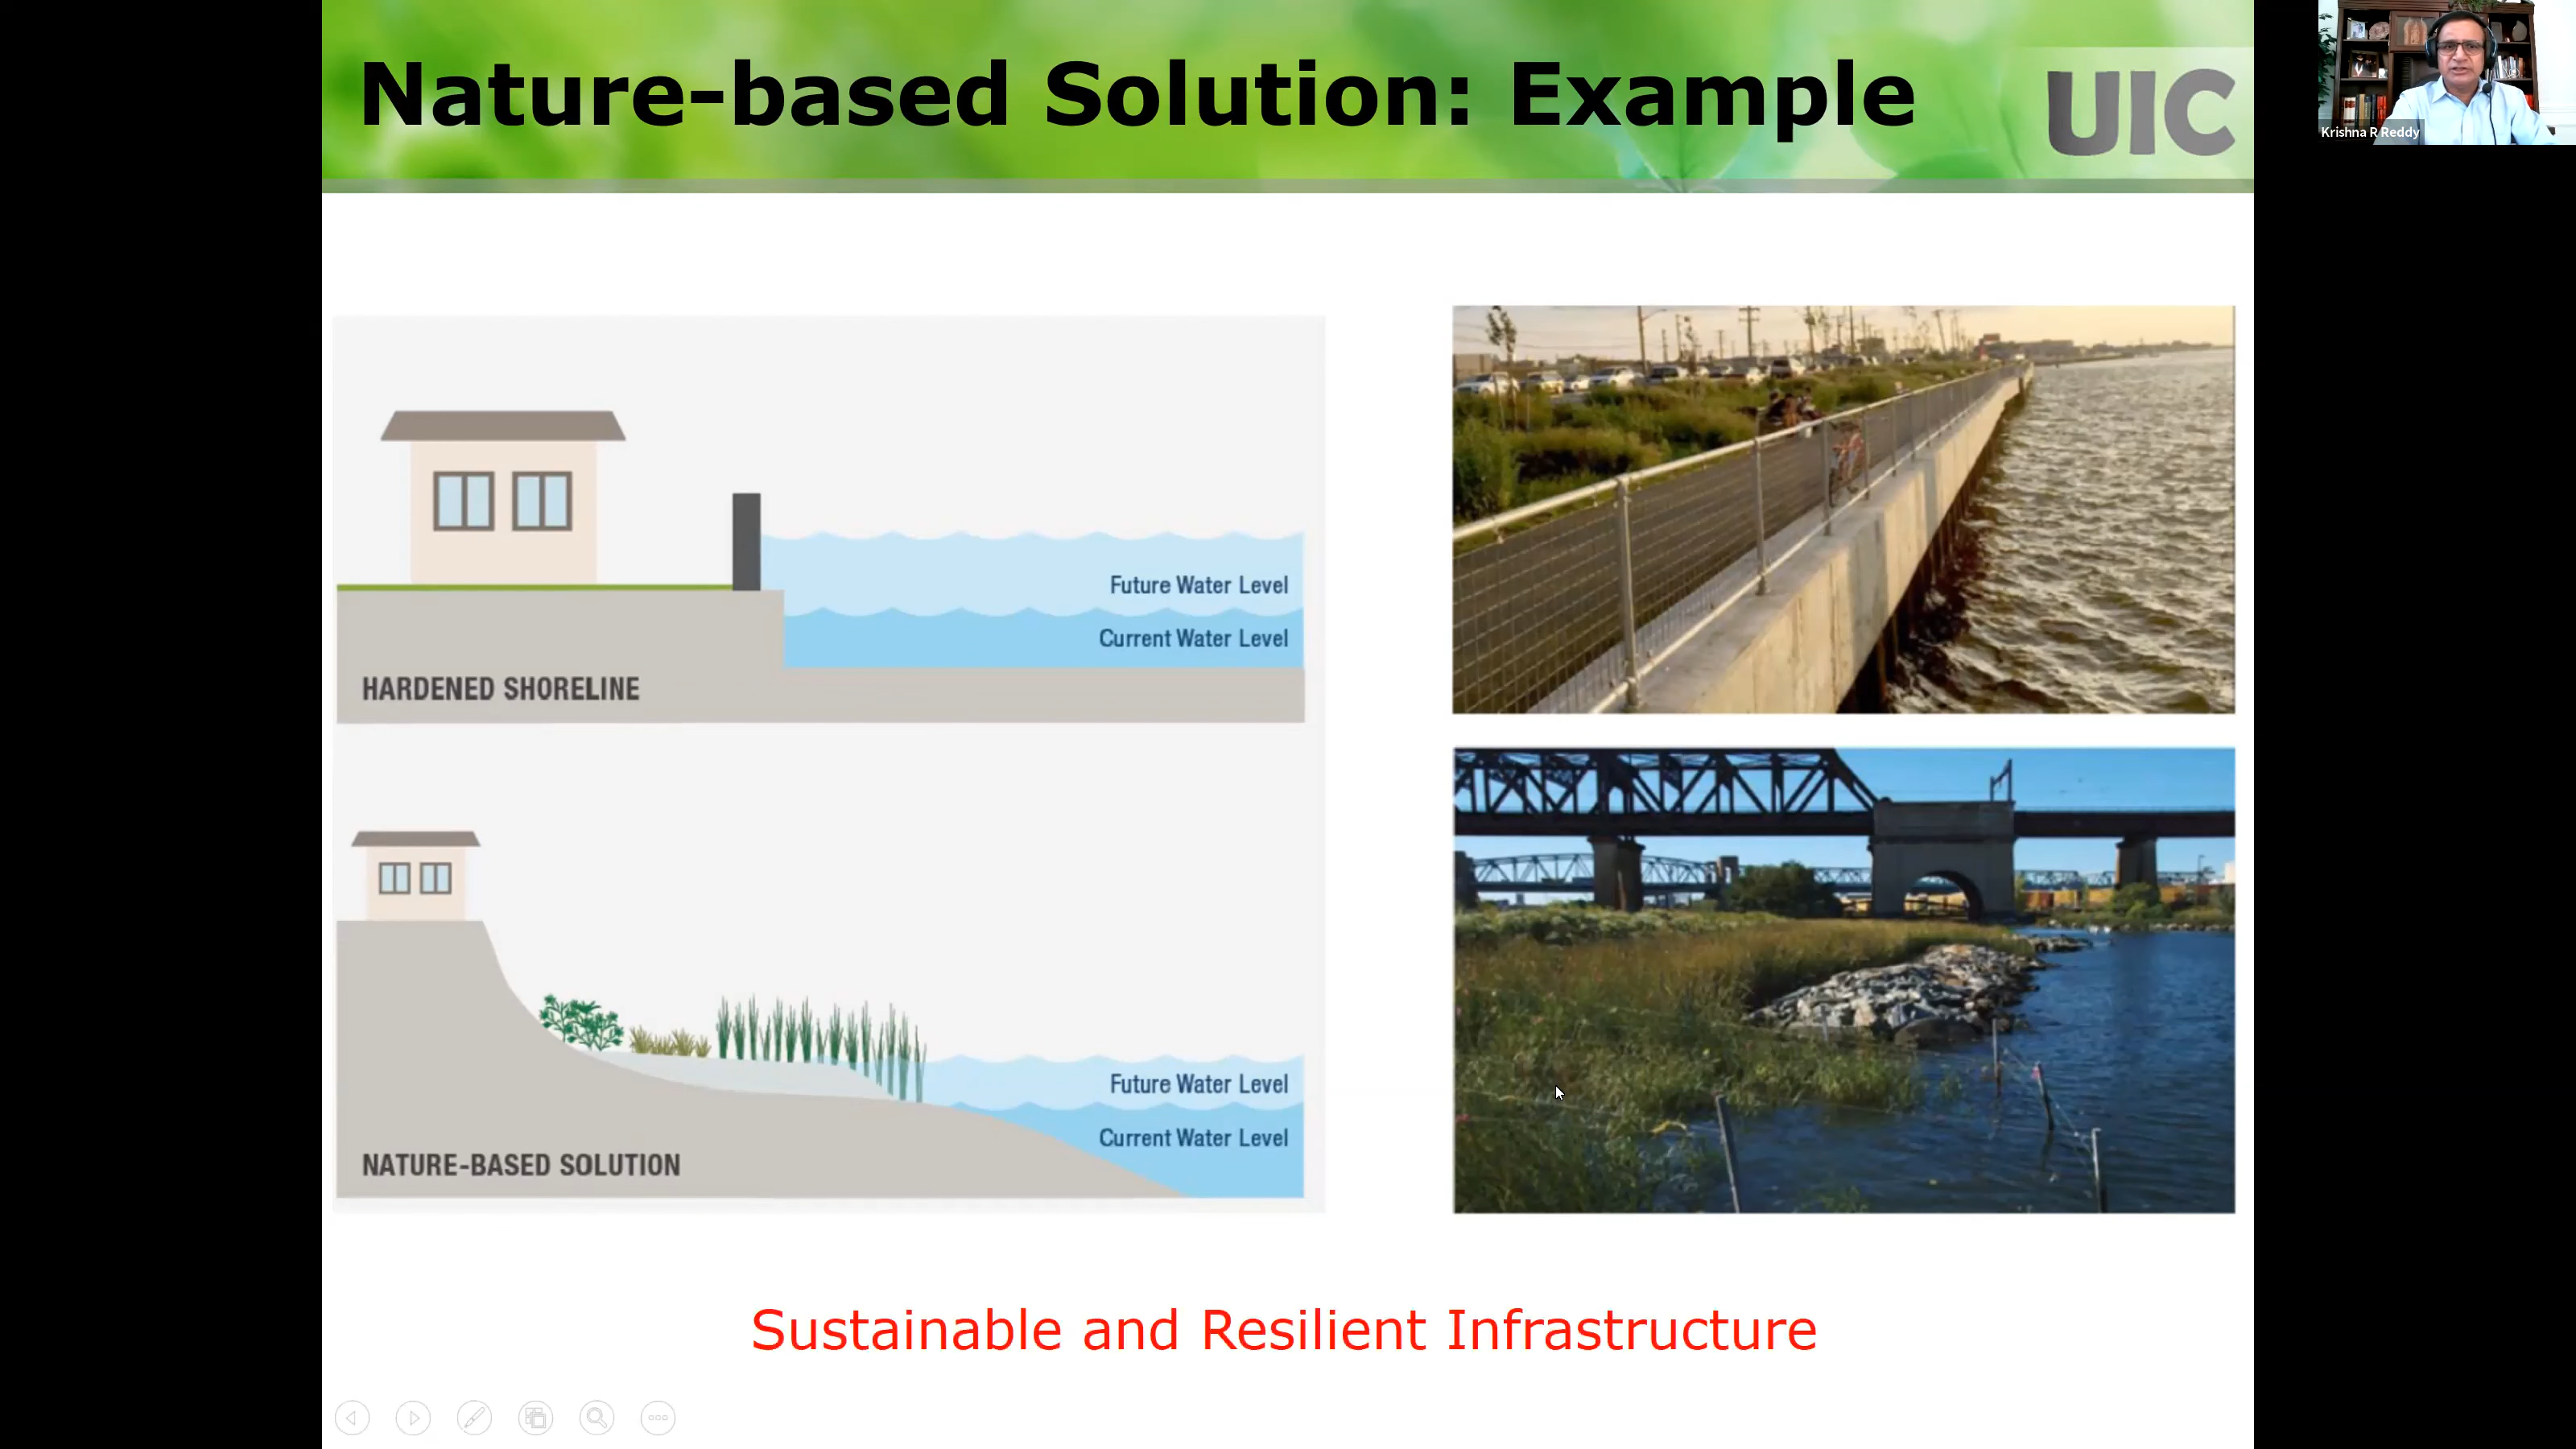 Nature-based Solution: Example
UIC
Krishna R Reddy
Future Water Level
Current Water Level
HARDENED SHORELINE
Future Water Level
Current Water Level
NATURE-BASED SOLUTION
Sustainable and Resilient Infrastructure